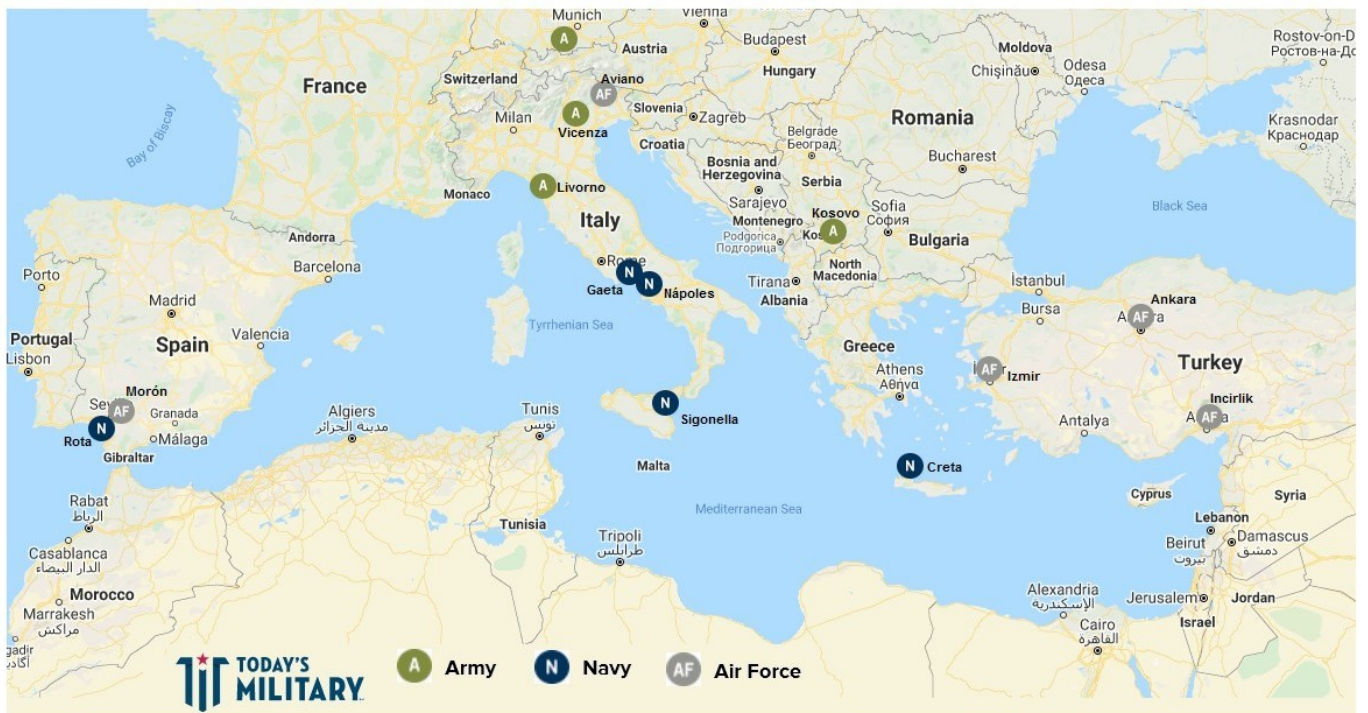 Munich
A
Vienna
Austria
Budapest
Hungary
Moldova
Chișinău
Odesa
Одеса
Rostov-on-D
Ростов-на-До
Krasnodar
Краснодар
France
Switzerland
Aviano
AF
Slovenia
Zagreb
Croatia
Milan
A
Vicenza
Romania
Bucharest
Belgrade
Београд
Bay of Biscay
Bosnia and
Herzegovina
Sarajevo
Serbia
Monaco
A
Livorno
Italy
Montenegro
Podgorica
Подгорица
Kosovo
A
Sofia
София
Bulgaria
Black Sea
Andorra
Barcelona
Rome
Gaeta
N
N
Nápoles
Tirana
Albania
North
Macedonia
İstanbul
Bursa
Ankara
AF
Porto
Madrid
Portugal
Spain
Valencia
Lisbon
Tyrrhenian Sea
Greece
Athens
Αθήνα
AF
Izmir
Turkey
Morón
AF
Granada
N
Rota
Málaga
Gibraltar
Algiers
مدينة الجزائر
Tunis
تونس
N
Sigonella
Antalya
Incirlik
AF
Malta
N
Creta
Cyprus
Syria
Rabat
الرباط
Casablanca
الدار البيضاء
Morocco
Marrakesh
مراكش
Tunisia
Tripoli
طرابلس
Mediterranean Sea
Lebanon
Beirut
بيروت
Damascus
دمشق
Alexandria
الإسكندرية
Jerusalem
Jordan
Israel
Cairo
القاهرة
TODAY'S
MILITARY
A Army
N Navy
AF Air Force